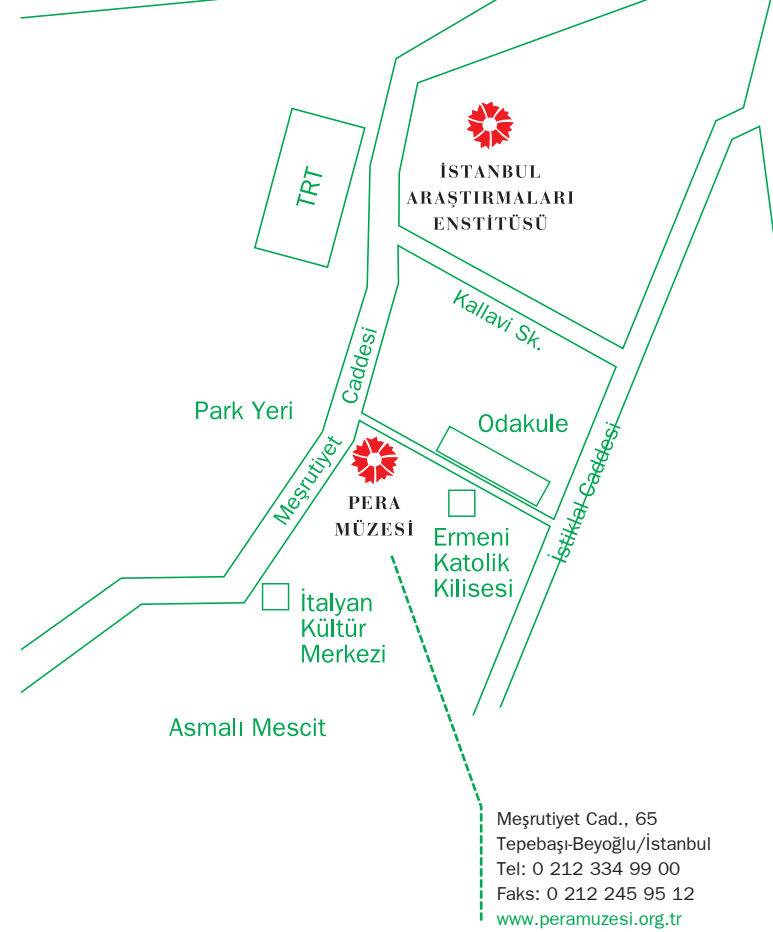 TRT
İSTANBUL
ARAŞTIRMALARI
ENSTİTÜSÜ
Kallavi Sk.
Caddesi
Park Yeri
Odakule
Meşrutiyet
İstiklal Caddesi
PERA
MÜZESİ
Ermeni
Katolik
Kilisesi
İtalyan
Kültür
Merkezi
Asmalı Mescit
Meşrutiyet Cad., 65
Tepebaşı-Beyoğlu/İstanbul
Tel: 0 212 334 99 00
Faks: 0 212 245 95 12
www.peramuzesi.org.tr